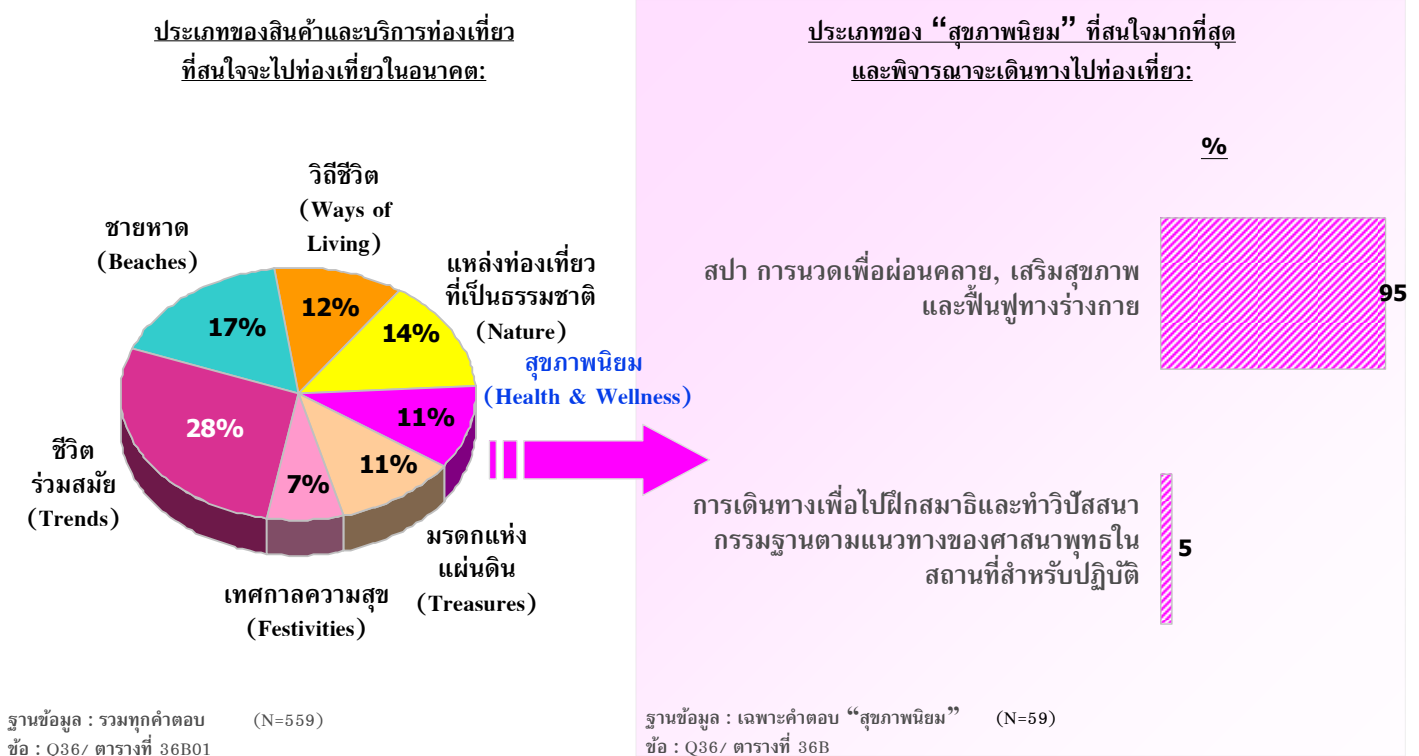 ประเภทของสินค้าและบริการท่องเที่ยว
ที่สนใจจะไปท่องเที่ยวในอนาคต:
วิถีชีวิต
(Ways of
Living)
ชายหาด
(Beaches)
แหล่งท่องเที่ยว
ที่เป็นธรรมชาติ
(Nature)
สุขภาพนิยม
(Health & Wellness)
12%
17%
14%
11%
28%
11%
7%
ชีวิต
ร่วมสมัย
(Trends)
มรดกแห่ง
แผ่นดิน
(Treasures)
เทศกาลความสุข
(Festivities)
ฐานข้อมูล : รวมทุกคำตอบ (N=559)
ข้อ : Q36/ ตารางที่ 36B01
ประเภทของ “สุขภาพนิยม” ที่สนใจมากที่สุด
และพิจารณาจะเดินทางไปท่องเที่ยว:
%
สปา การนวดเพื่อผ่อนคลาย, เสริมสุขภาพ
และฟื้นฟูทางร่างกาย
95
การเดินทางเพื่อไปฝึกสมาธิและทำวิปัสสนา
กรรมฐานตามแนวทางของศาสนาพุทธใน
สถานที่สำหรับปฏิบัติ
5
ฐานข้อมูล : เฉพาะคำตอบ “สุขภาพนิยม” (N=59)
ข้อ : Q36/ ตารางที่ 36B